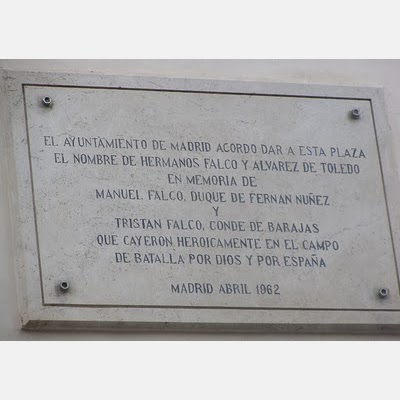 EL AYUNTAMIENTO DE MADRID ACORDO DAR A ESTA PLAZA
EL NOMBRE DE HERMANOS FALCO Y ALVAREZ DE TOLEDO
EN MEMORIA DE
MANUEL FALCO, DUQUE DE FERNAN NUÑEZ
Y
TRISTAN FALCO, CONDE DE BARAJAS
QUE CAYERON HEROICAMENTE EN EL CAMPO
DE BATALLA POR DIOS Y POR ESPAÑA
MADRID ABRIL 1962